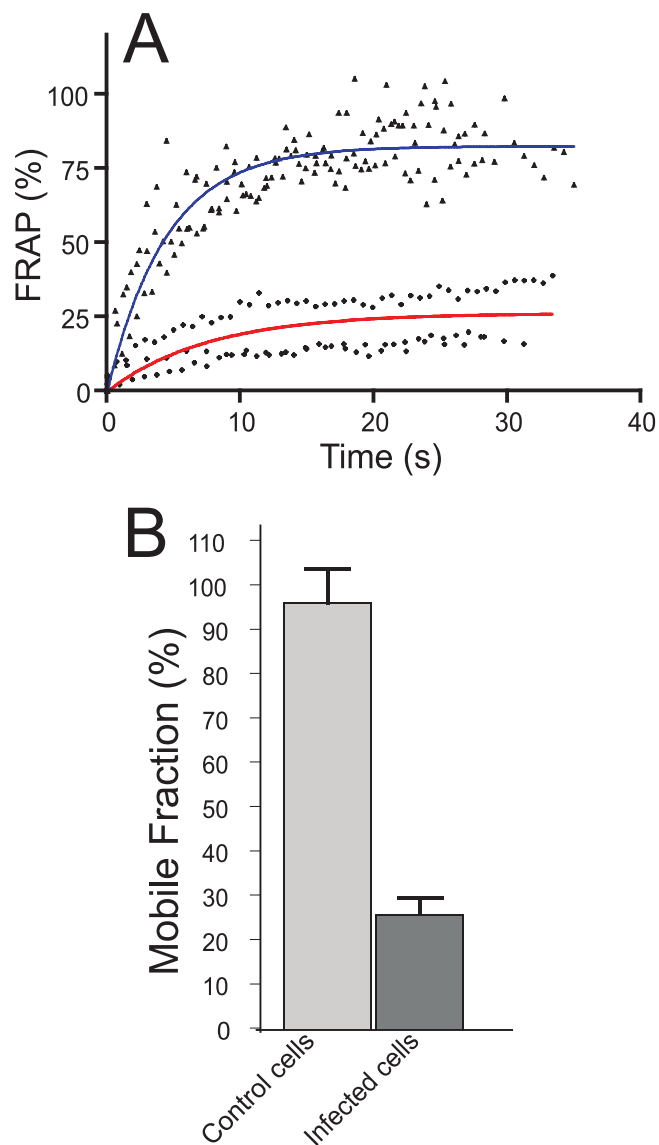 A
100
75
50
25
0
FRAP (%)
0 10 20 30 40
Time (s)
B
110
100
90
80
70
60
50
40
30
20
10
0
Mobile Fraction (%)
Control cells
Infected cells